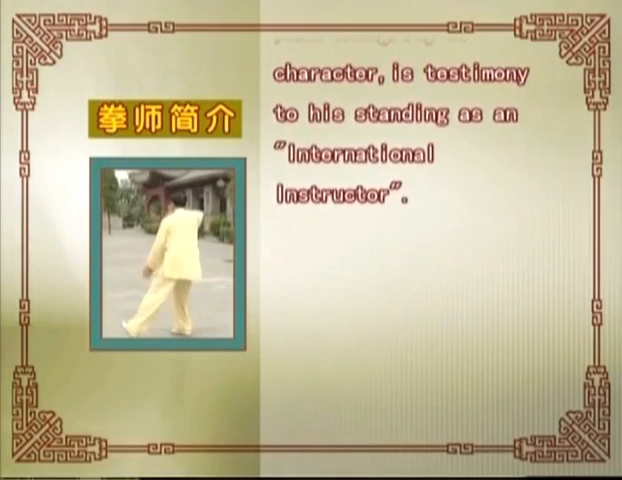 拳师简介
character, is testimony
to his standing as an
"International
Instructor".